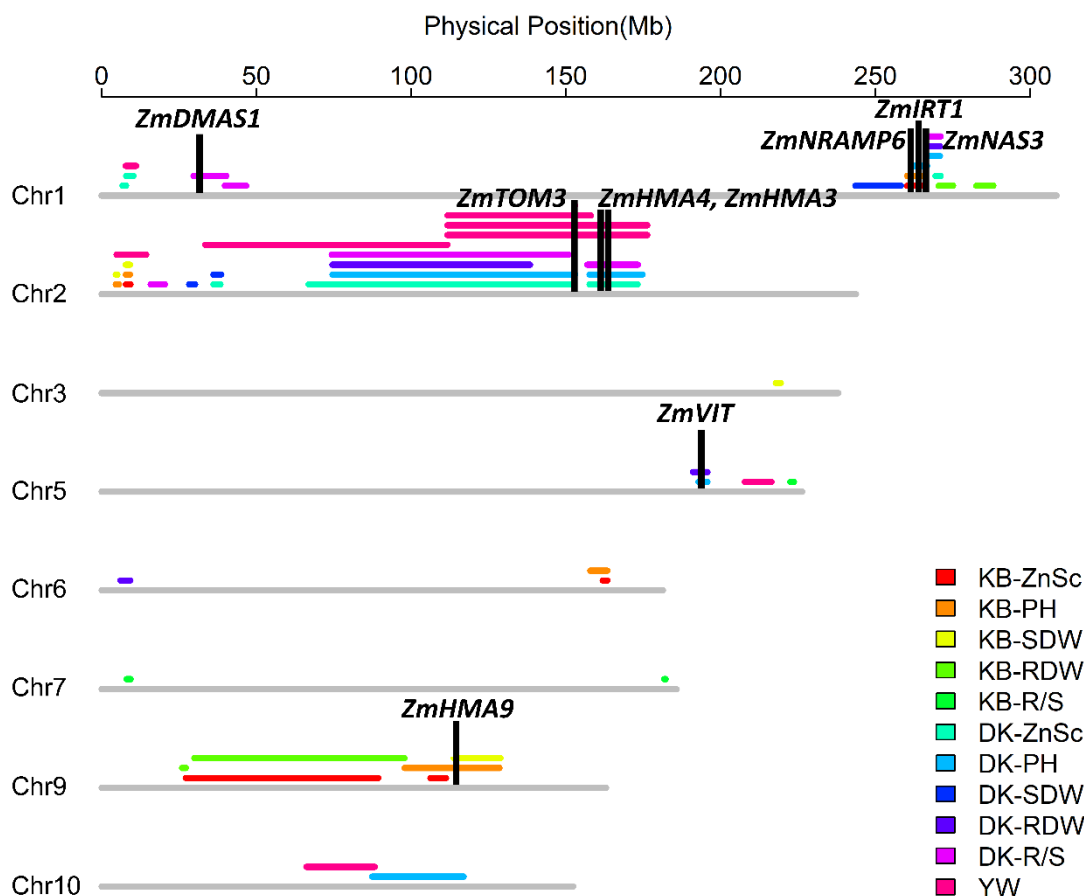 Physical Position(Mb)
0 50 100 150 200 250 300
ZmDMAS1
ZmIRT1
ZmNRAMP6 ZmNAS3
Chr1
ZmTOM3 ZmHMA4, ZmHMA3
Chr2
Chr3
ZmVIT
Chr5
Chr6
Chr7
ZmHMA9
Chr9
Chr10
KB-ZnSc
KB-PH
KB-SDW
KB-RDW
KB-R/S
DK-ZnSc
DK-PH
DK-SDW
DK-RDW
DK-R/S
YW